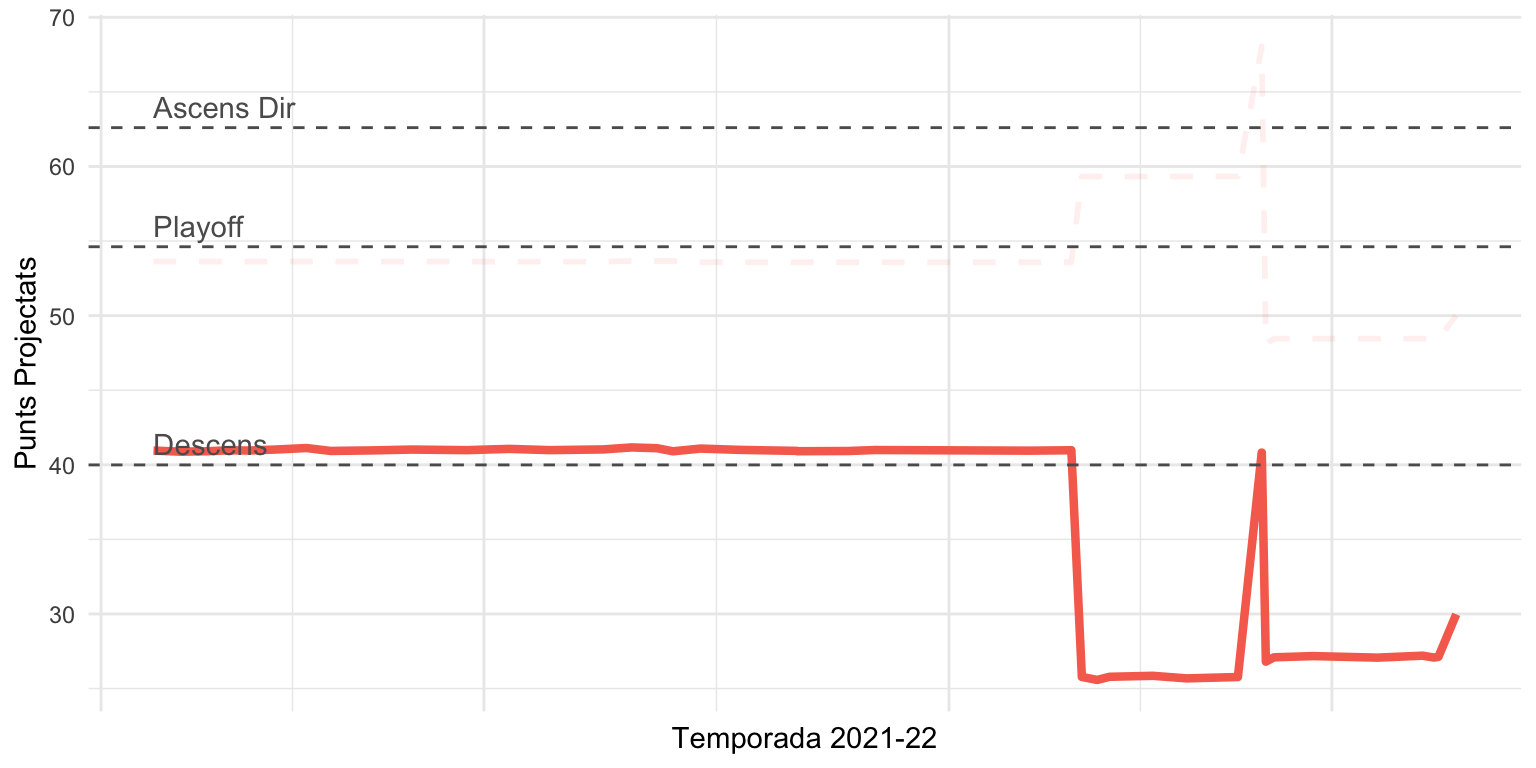 70
Ascens Dir
60
Playoff
50
Descens
40
30
Punts Projectats
Temporada 2021-22